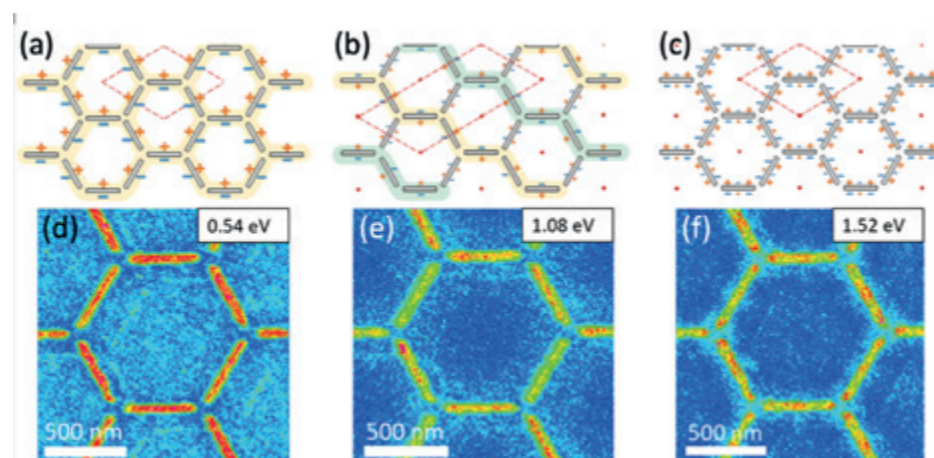 (a)
(b)
(c)
(d)
0.54 eV
(e)
1.08 eV
(f)
1.52 eV
500 nm
500 nm
500 nm